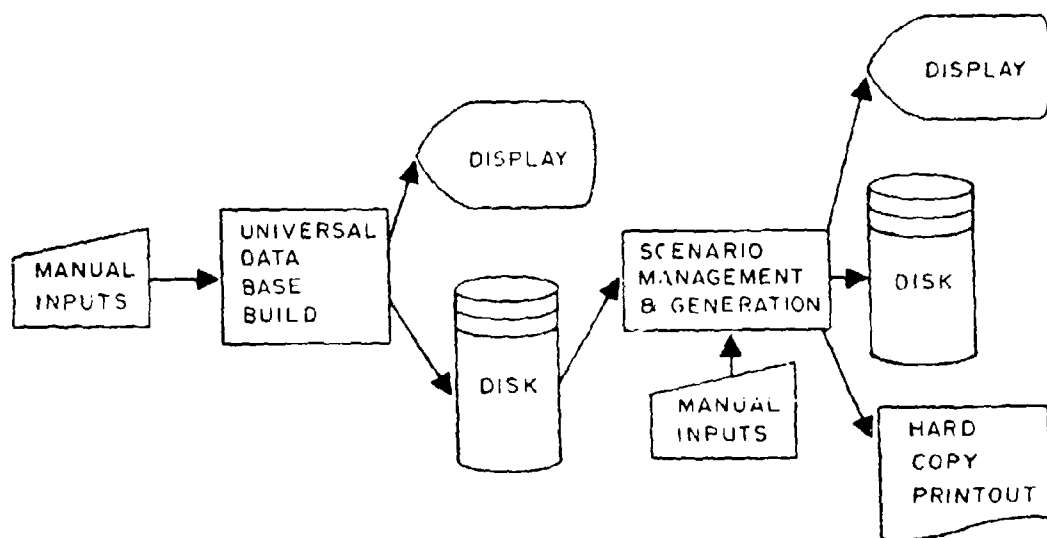 MANUAL
INPUTS
UNIVERSAL
DATA
BASE
BUILD
DISPLAY
DISK
SCENARIO
MANAGEMENT
& GENERATION
MANUAL
INPUTS
DISPLAY
DISK
HARD
COPY
PRINTOUT